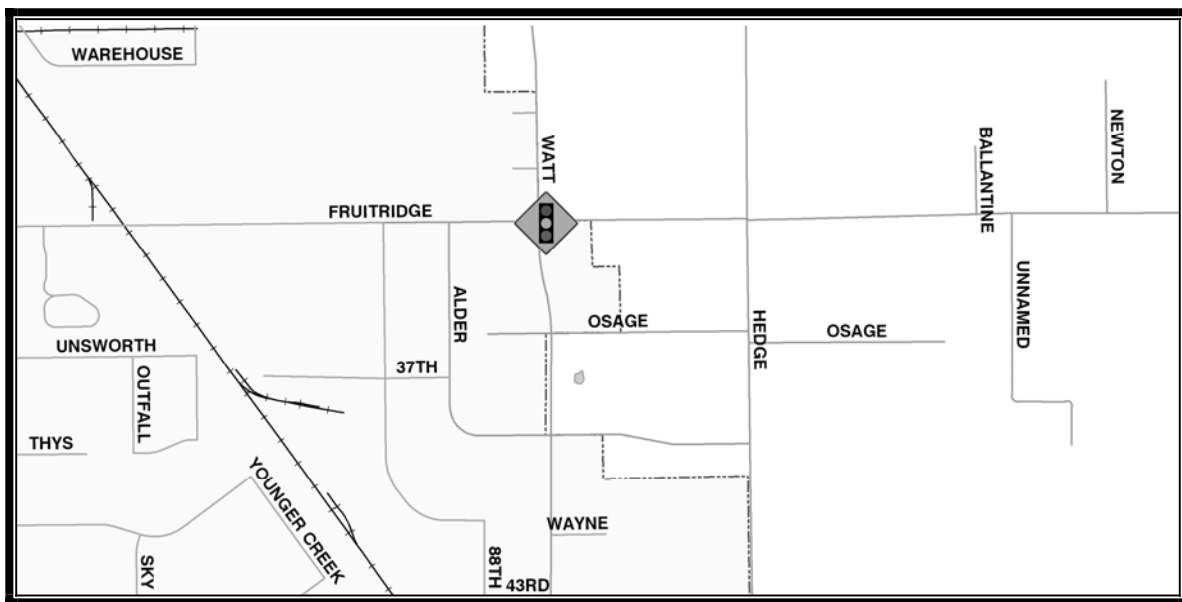 WAREHOUSE
WATT
NEWTON
BALLANTINE
FRUITRIDGE
UNNAMED
ALDER
HEDGE
OSAGE
OSAGE
UNSWORTH
37TH
OUTFALL
THYS
YOUNGER CREEK
WAYNE
88TH
SKY
43RD